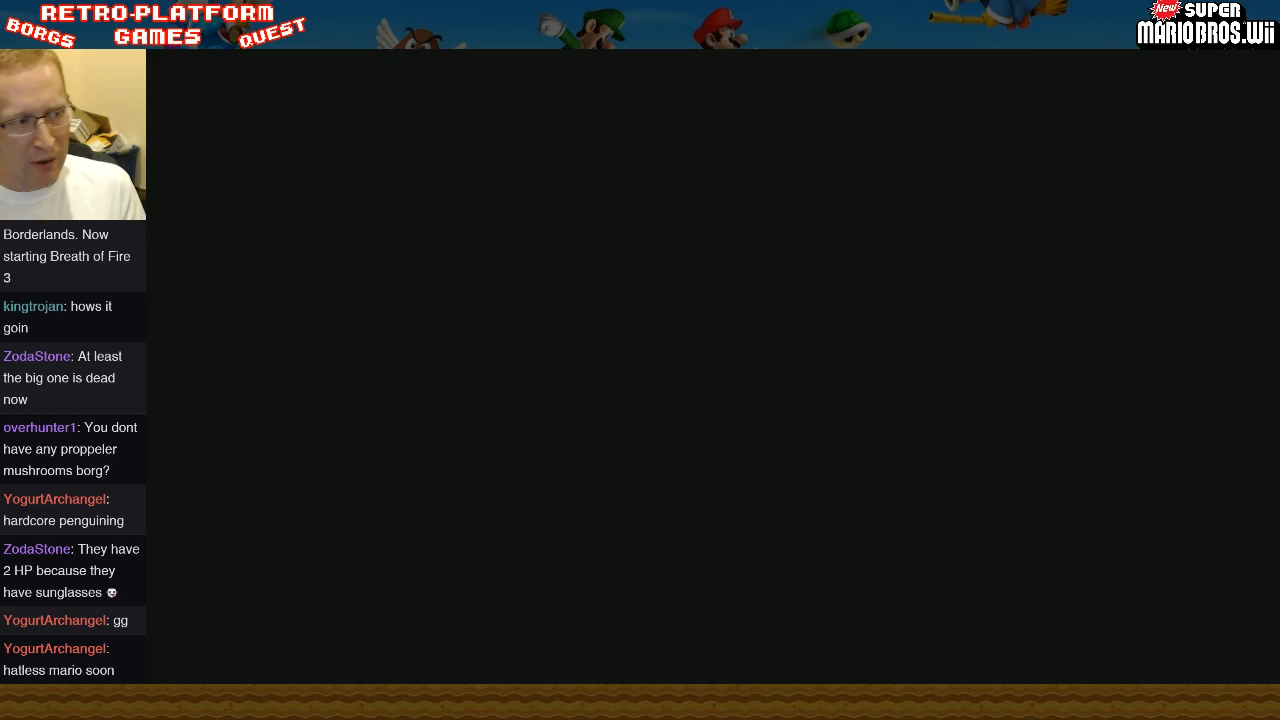 RETRO-PLATFORM
BORGS GAMES QUEST
New SUPER
MARIO BROS. Wii
Borderlands. Now
starting Breath of Fire
3
kingtrojan: hows it
goin
ZodaStone: At least
the big one is dead
now
overhunter1: You dont
have any proppeler
mushrooms borg?
YogurtArchangel:
hardcore penguining
ZodaStone: They have
2 HP because they
have sunglasses
YogurtArchangel: gg
YogurtArchangel:
hatless mario soon